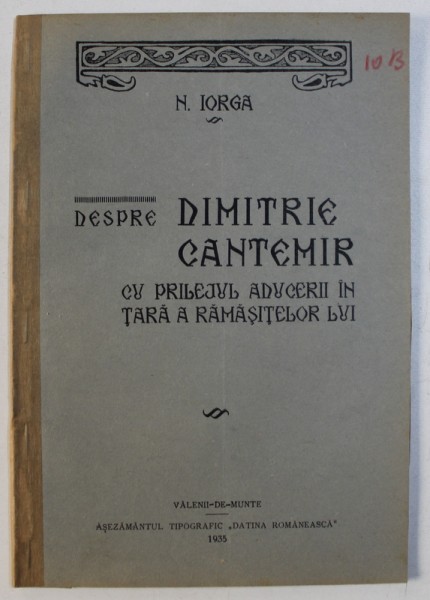 10 B
N. IORGA
DESPRE DIMITRIE
CANTEMIR
CU PRILEJUL ADUCERII ÎN
ȚARĂ A RĂMĂȘIȚELOR LUI
VĂLENII-DE-MUNTE
AȘEZĂMÂNTUL TIPOGRAFIC „DATINA ROMÂNEASCĂ"
1935